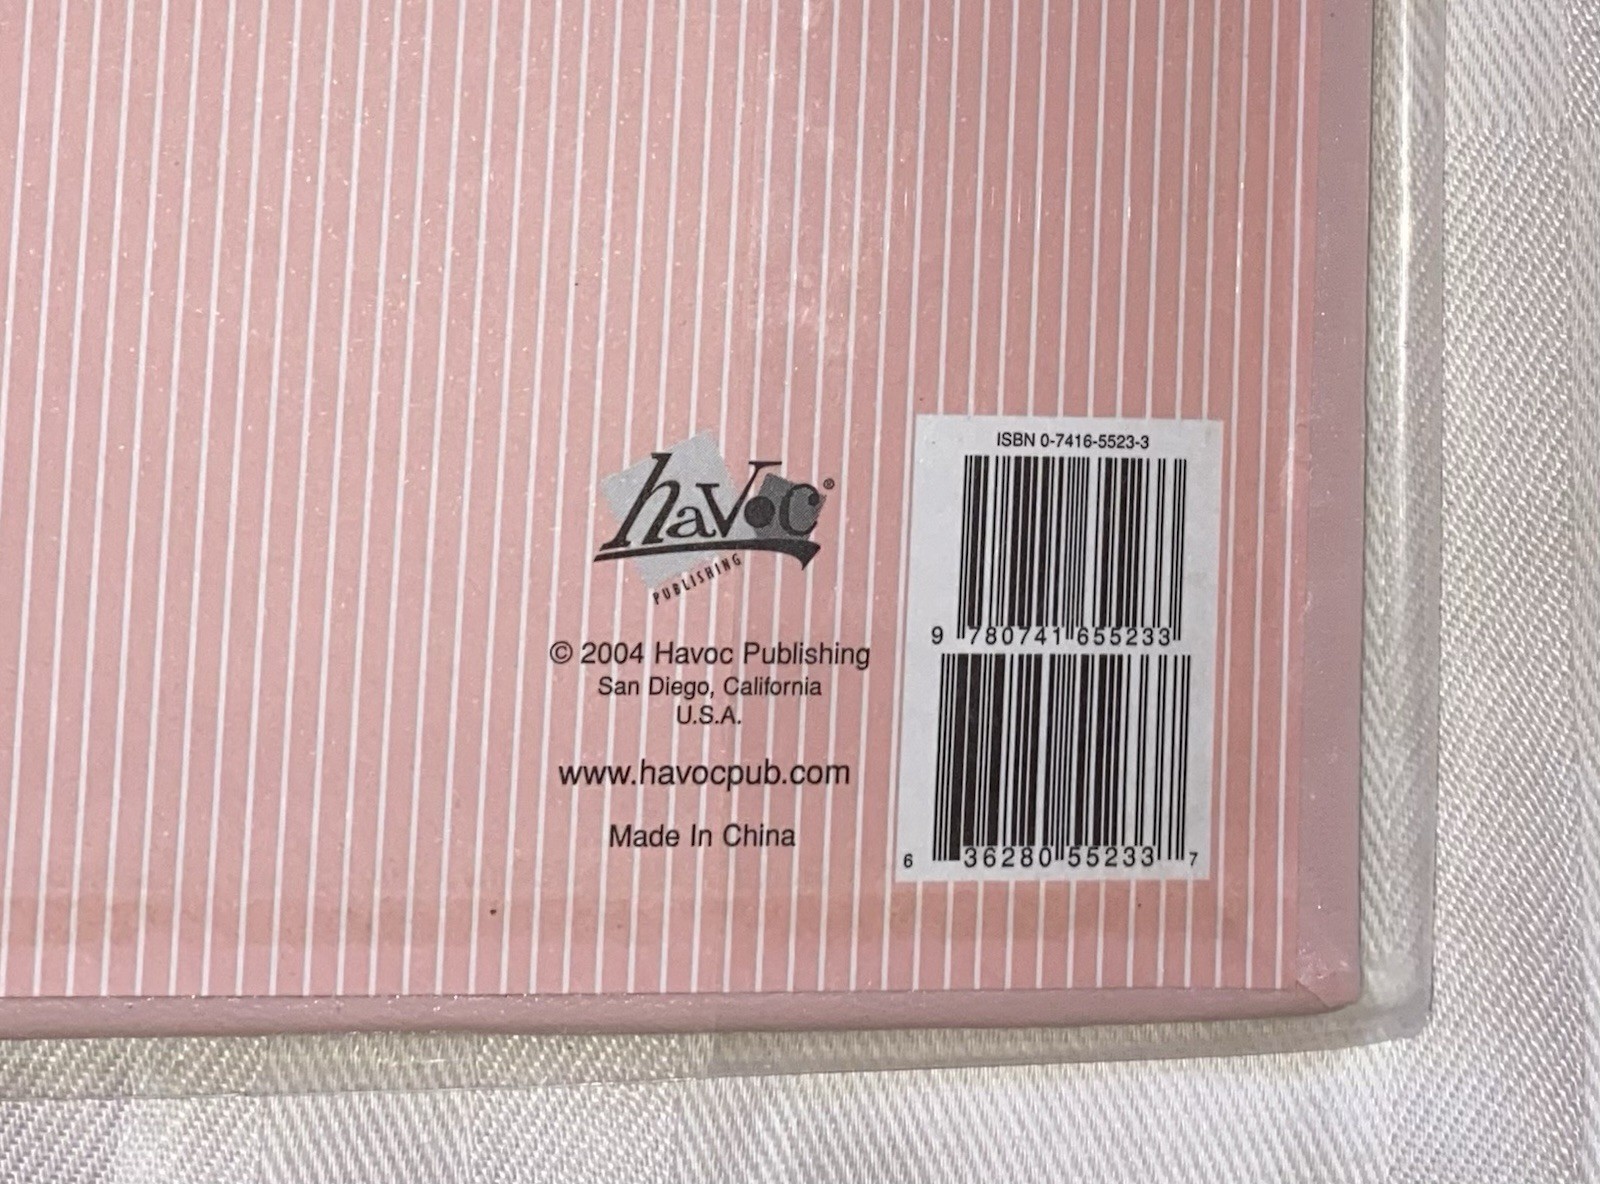 havoc®
PUBLISHING
© 2004 Havoc Publishing
San Diego, California
U.S.A.
www.havocpub.com
Made In China
ISBN 0-7416-5523-3
9 780741 655233
6 36280 55233 7